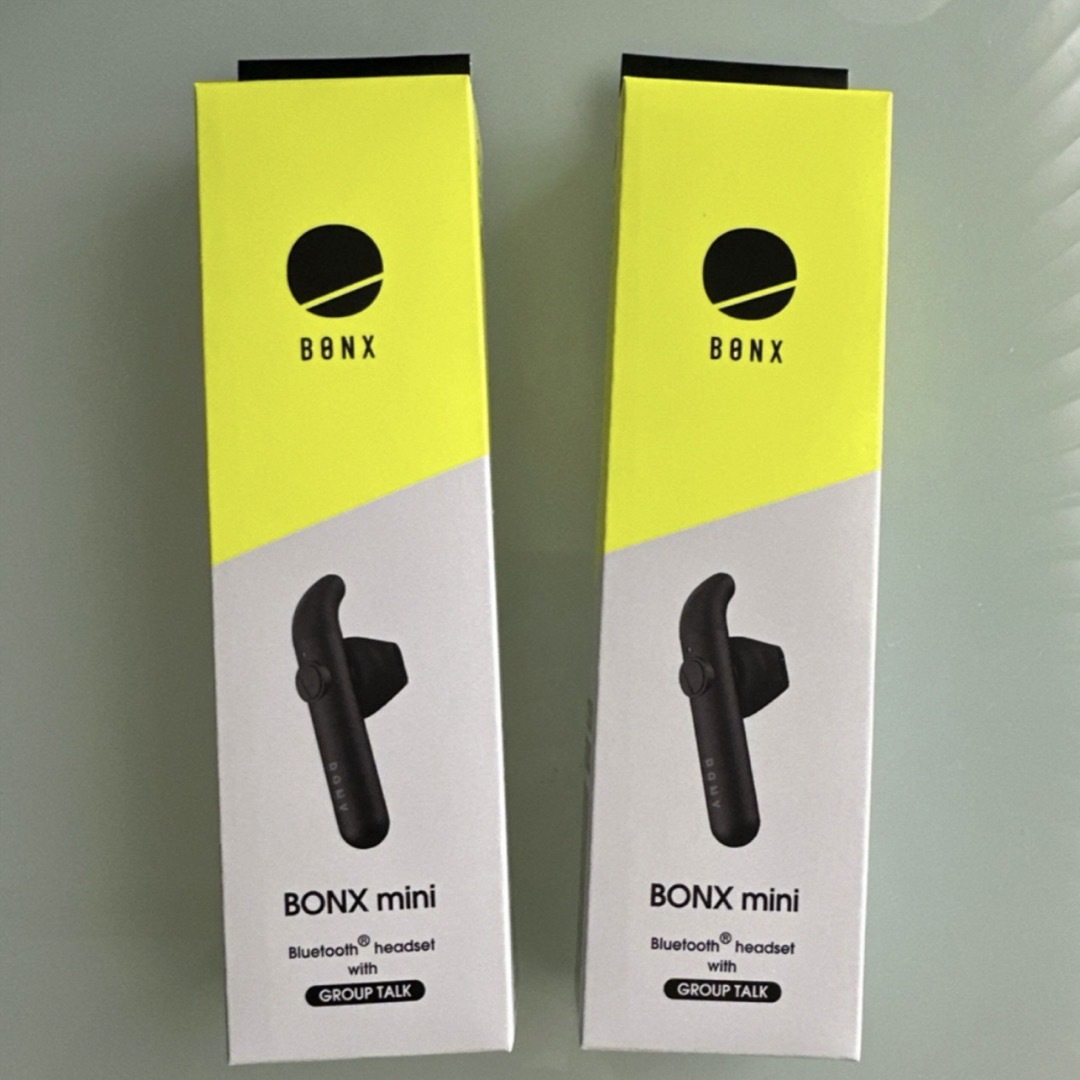 BONX
BONX mini
Bluetooth® headset
with
GROUP TALK
BONX
BONX mini
Bluetooth® headset
with
GROUP TALK